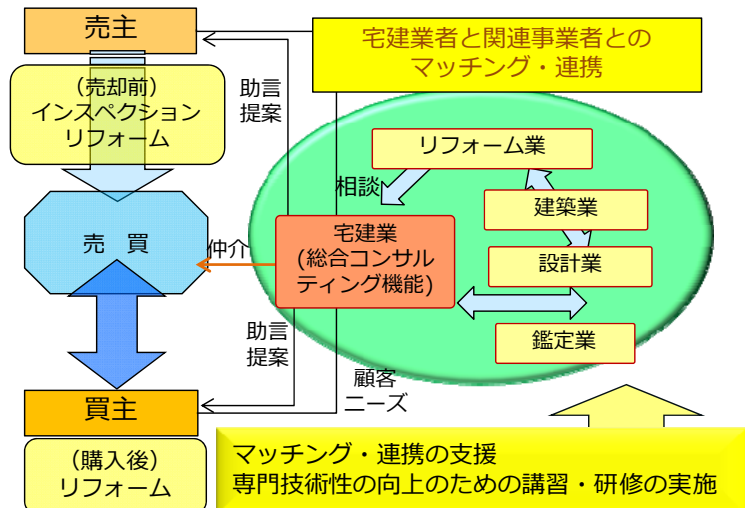 売主
(売却前)
インスペクション
リフォーム
助言
提案
宅建業者と関連事業者との
マッチング・連携
リフォーム業
相談
建築業
宅建業
(総合コンサル
ティング機能)
設計業
売 買
仲介
鑑定業
助言
提案
顧客
ニーズ
買主
(購入後)
リフォーム
マッチング・連携の支援
専門技術性の向上のための講習・研修の実施